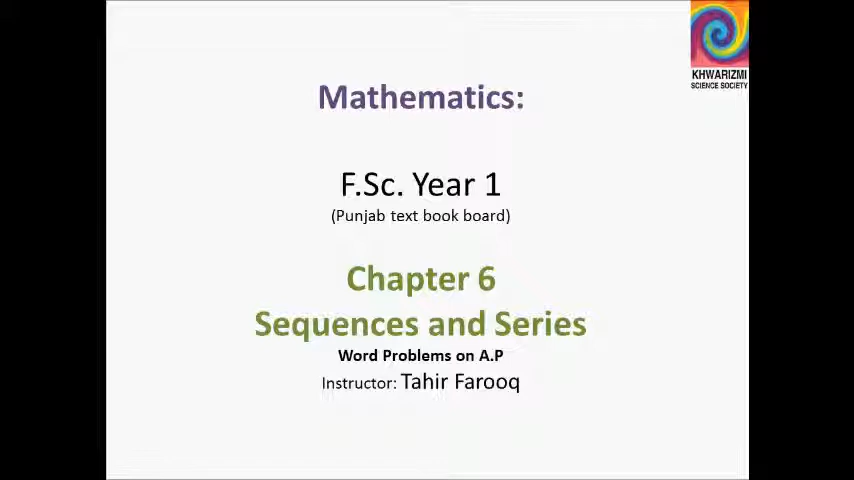 KHWARIZMI
SCIENCE SOCIETY
Mathematics:
F.Sc. Year 1
(Punjab text book board)
Chapter 6
Sequences and Series
Word Problems on A.P
Instructor: Tahir Farooq